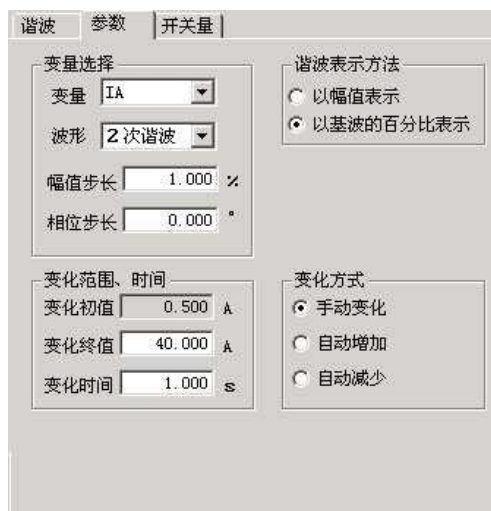 谐波 参数 开关量
变量选择
变量 IA
波形 2次谐波
幅值步长 1.000 %
相位步长 0.000 °
谐波表示方法
以幅值表示
以基波的百分比表示
变化范围、时间
变化初值 0.500 A
变化终值 40.000 A
变化时间 1.000 s
变化方式
手动变化
自动增加
自动减少